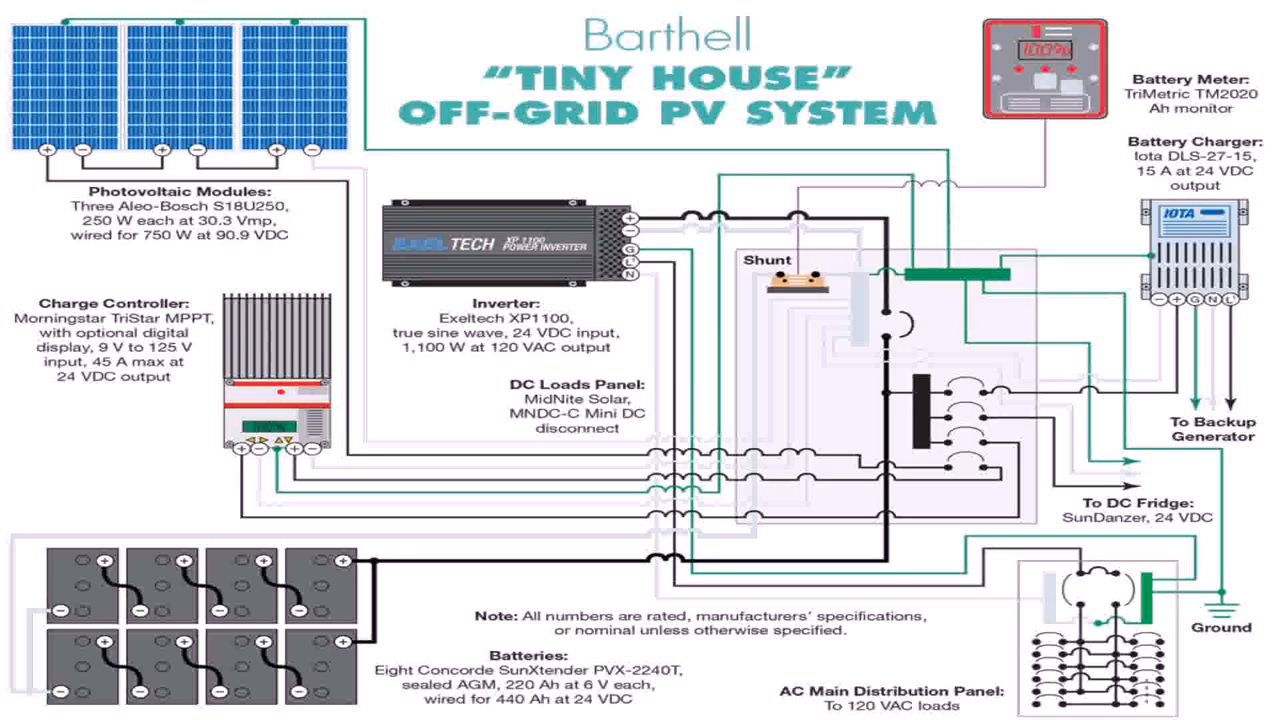 Barthell
“TINY HOUSE”
OFF-GRID PV SYSTEM
100%
Battery Meter:
TriMetric TM2020
Ah monitor
Battery Charger:
Iota DLS-27-15,
15 A at 24 VDC
output
IOTA
− + G N L¹
To Backup
Generator
+ − + − + −
Photovoltaic Modules:
Three Aleo-Bosch S18U250,
250 W each at 30.3 Vmp,
wired for 750 W at 90.9 VDC
EXELTECH XP 1100
POWER INVERTER
+
−
G
L¹
N
Inverter:
Exeltech XP1100,
true sine wave, 24 VDC input,
1,100 W at 120 VAC output
Shunt
Charge Controller:
Morningstar TriStar MPPT,
with optional digital
display, 9 V to 125 V
input, 45 A max at
24 VDC output
+ − + −
DC Loads Panel:
MidNite Solar,
MNDC-C Mini DC
disconnect
To DC Fridge:
SunDanzer, 24 VDC
Ground
+ + + +
− − − −
+ + + +
− − − −
Note: All numbers are rated, manufacturers’ specifications,
or nominal unless otherwise specified.
Batteries:
Eight Concorde SunXtender PVX-2240T,
sealed AGM, 220 Ah at 6 V each,
wired for 440 Ah at 24 VDC
AC Main Distribution Panel:
To 120 VAC loads